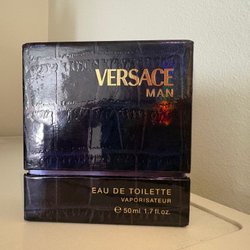 VERSACE
MAN
EAU DE TOILETTE
VAPORISATEUR
℮ 50ml 1.7 fl.oz.